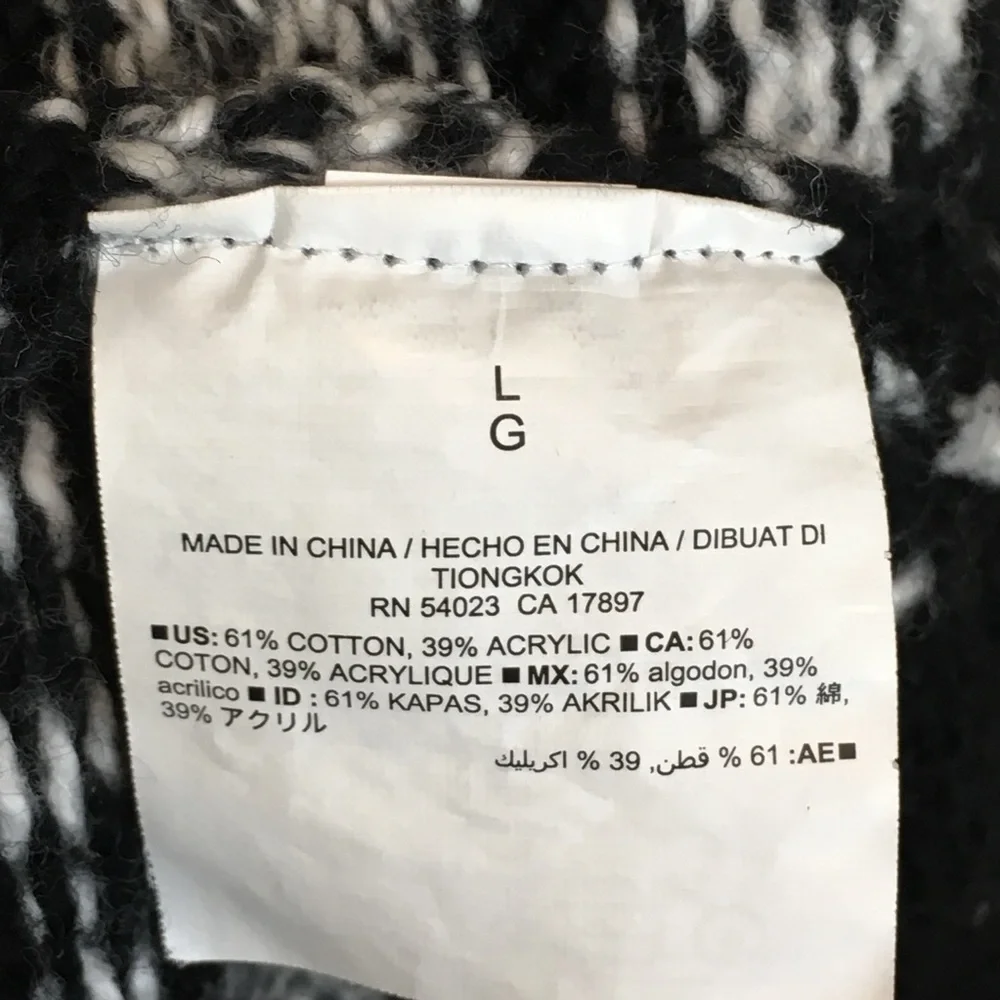 L
G
MADE IN CHINA / HECHO EN CHINA / DIBUAT DI
TIONGKOK
RN 54023 CA 17897
■US: 61% COTTON, 39% ACRYLIC ■ CA: 61%
COTON, 39% ACRYLIQUE ■ MX: 61% algodon, 39%
acrilico ■ ID : 61% KAPAS, 39% AKRILIK ■ JP: 61% 綿,
39% アクリル
■AE: 61 % قطن, 39 % اكريليك